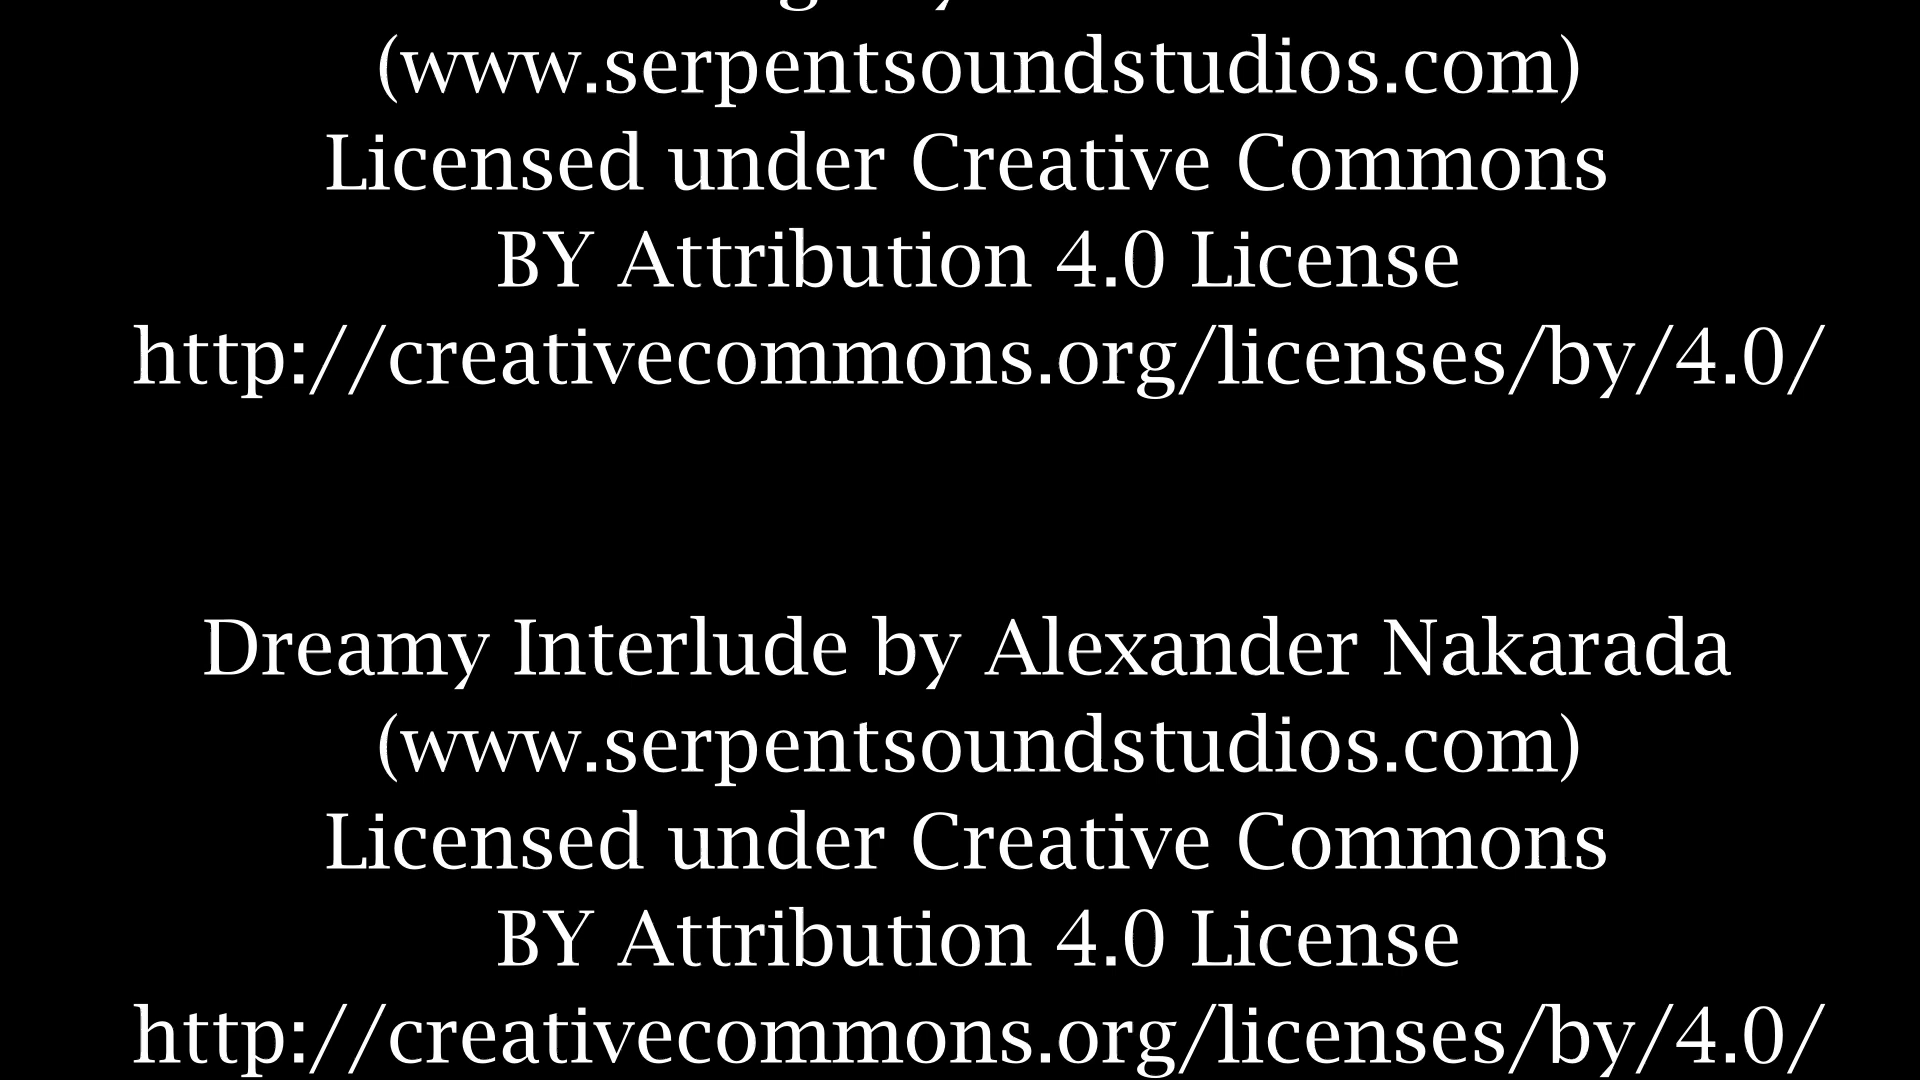 (www.serpentsoundstudios.com)
Licensed under Creative Commons
BY Attribution 4.0 License
http://creativecommons.org/licenses/by/4.0/
Dreamy Interlude by Alexander Nakarada
(www.serpentsoundstudios.com)
Licensed under Creative Commons
BY Attribution 4.0 License
http://creativecommons.org/licenses/by/4.0/